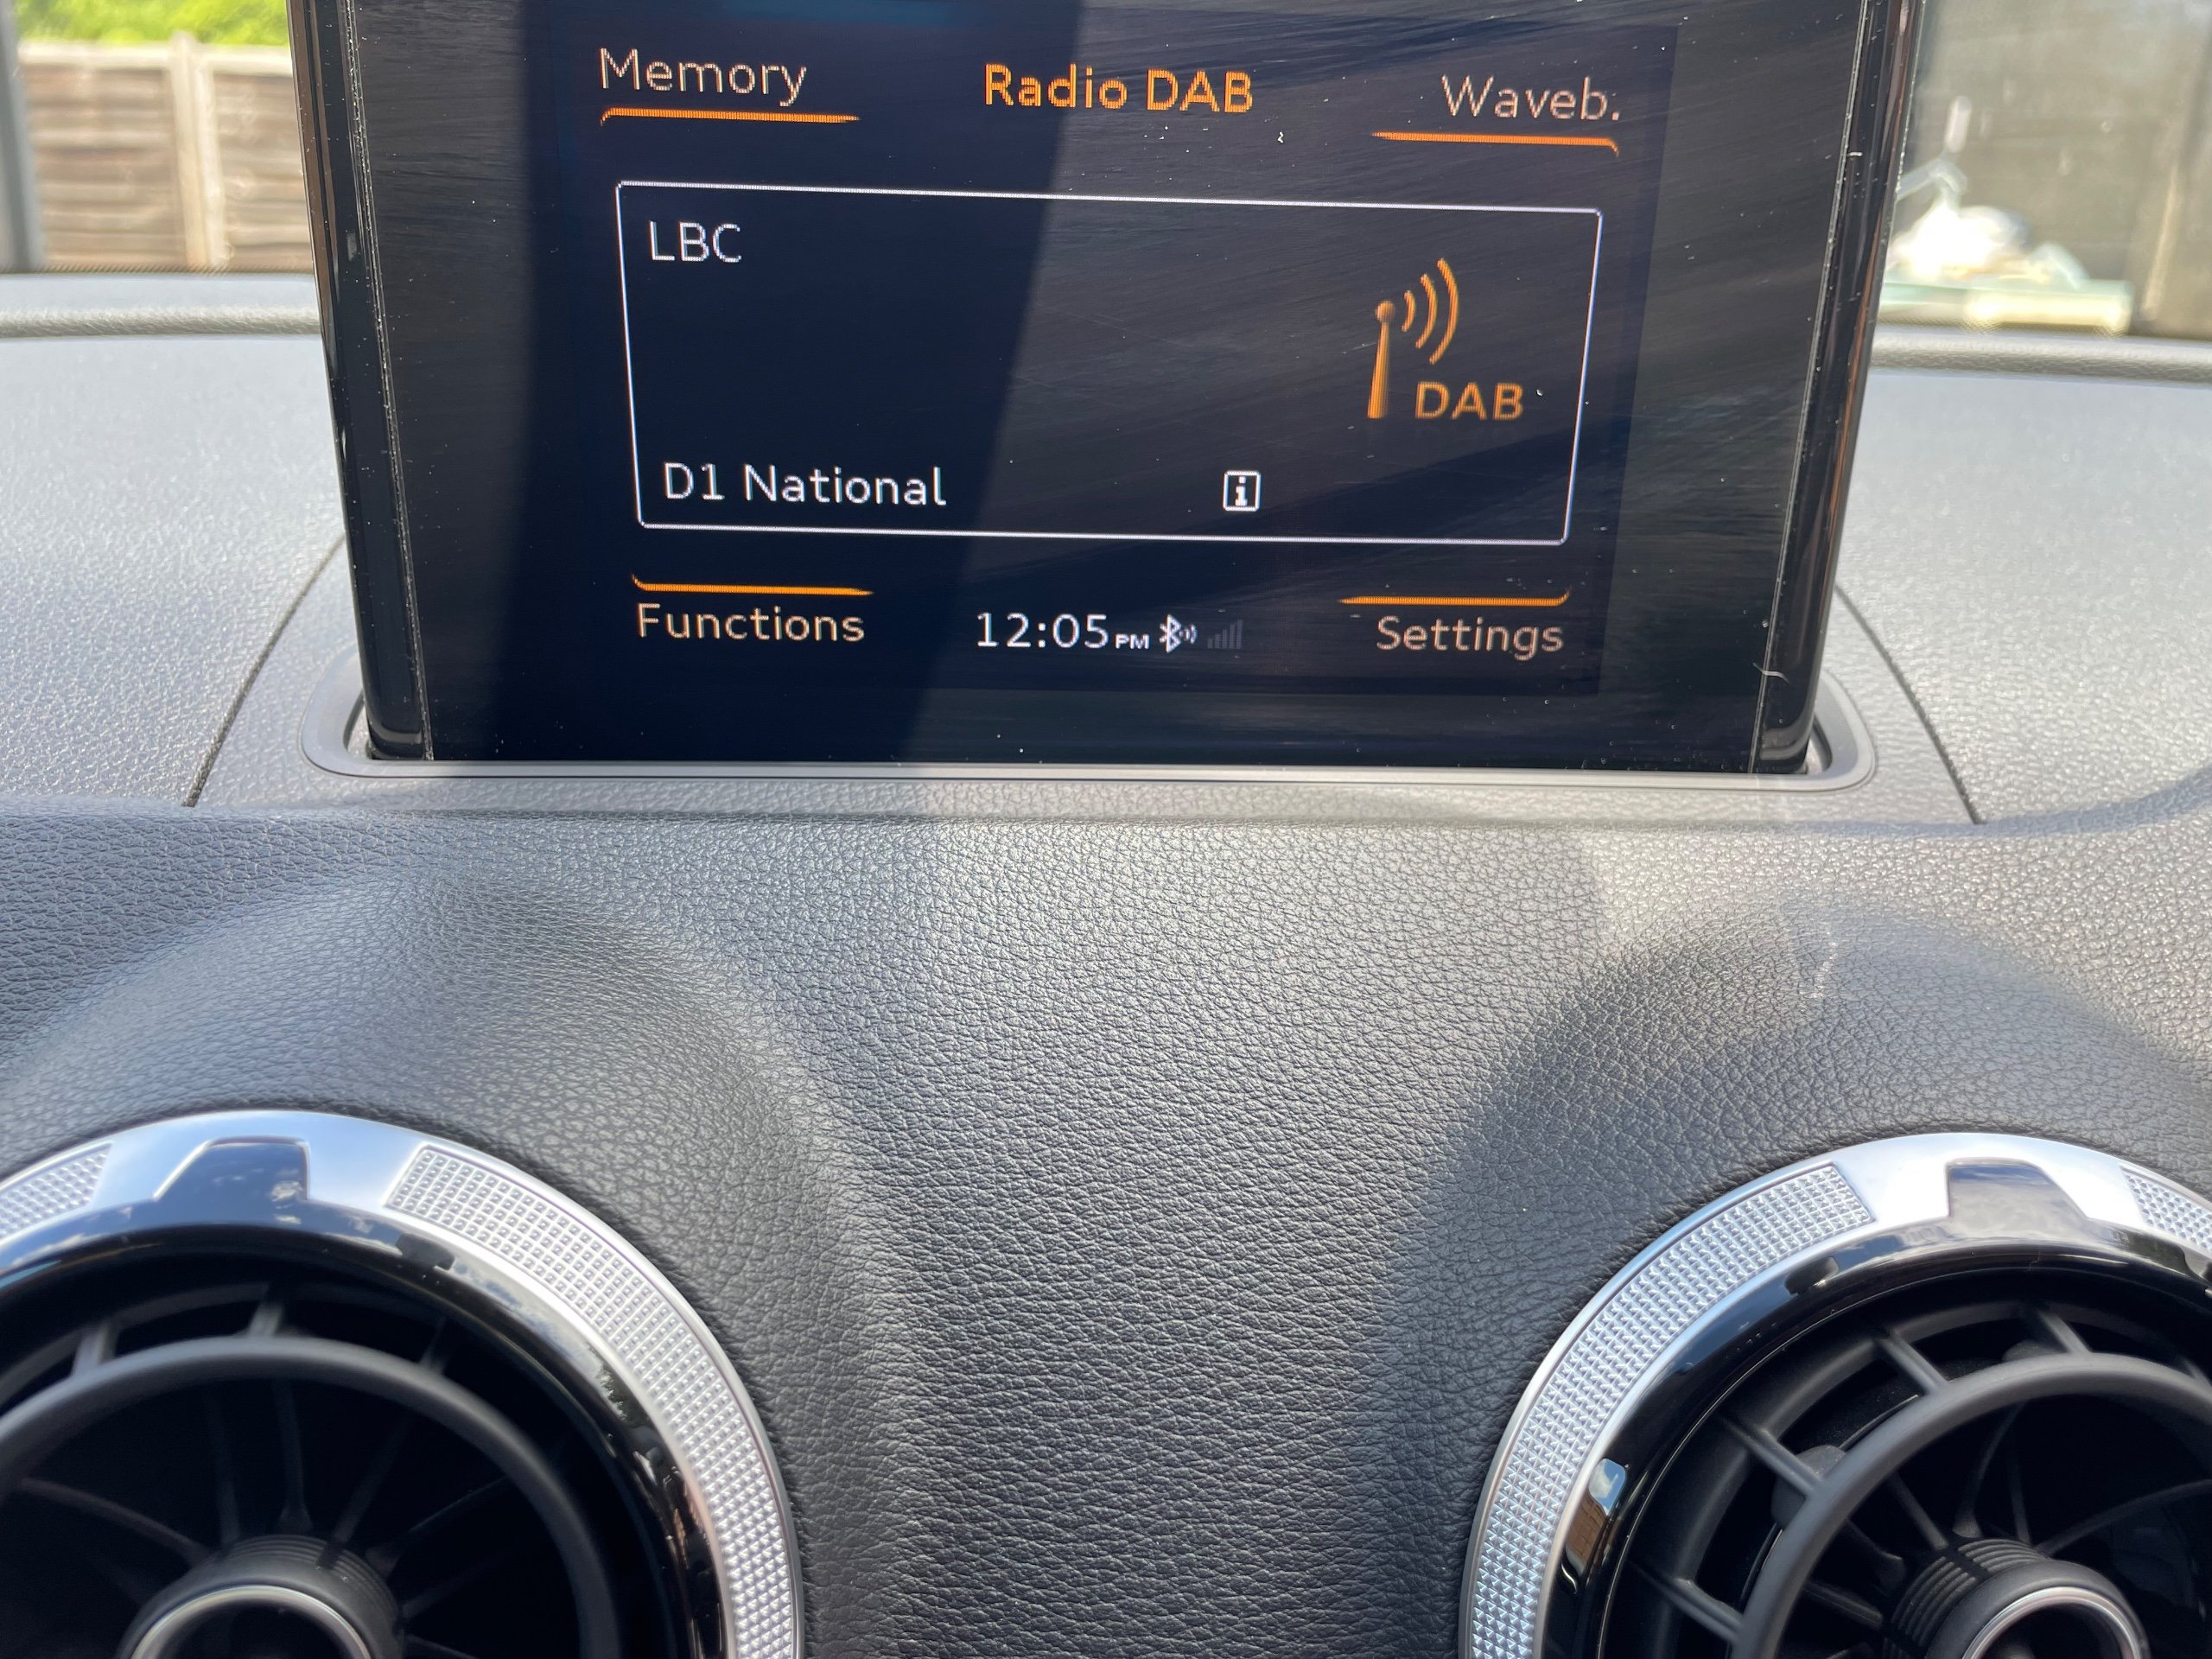 Memory
Radio DAB
Waveb.
LBC
DAB
D1 National
Functions
12:05 PM
Settings